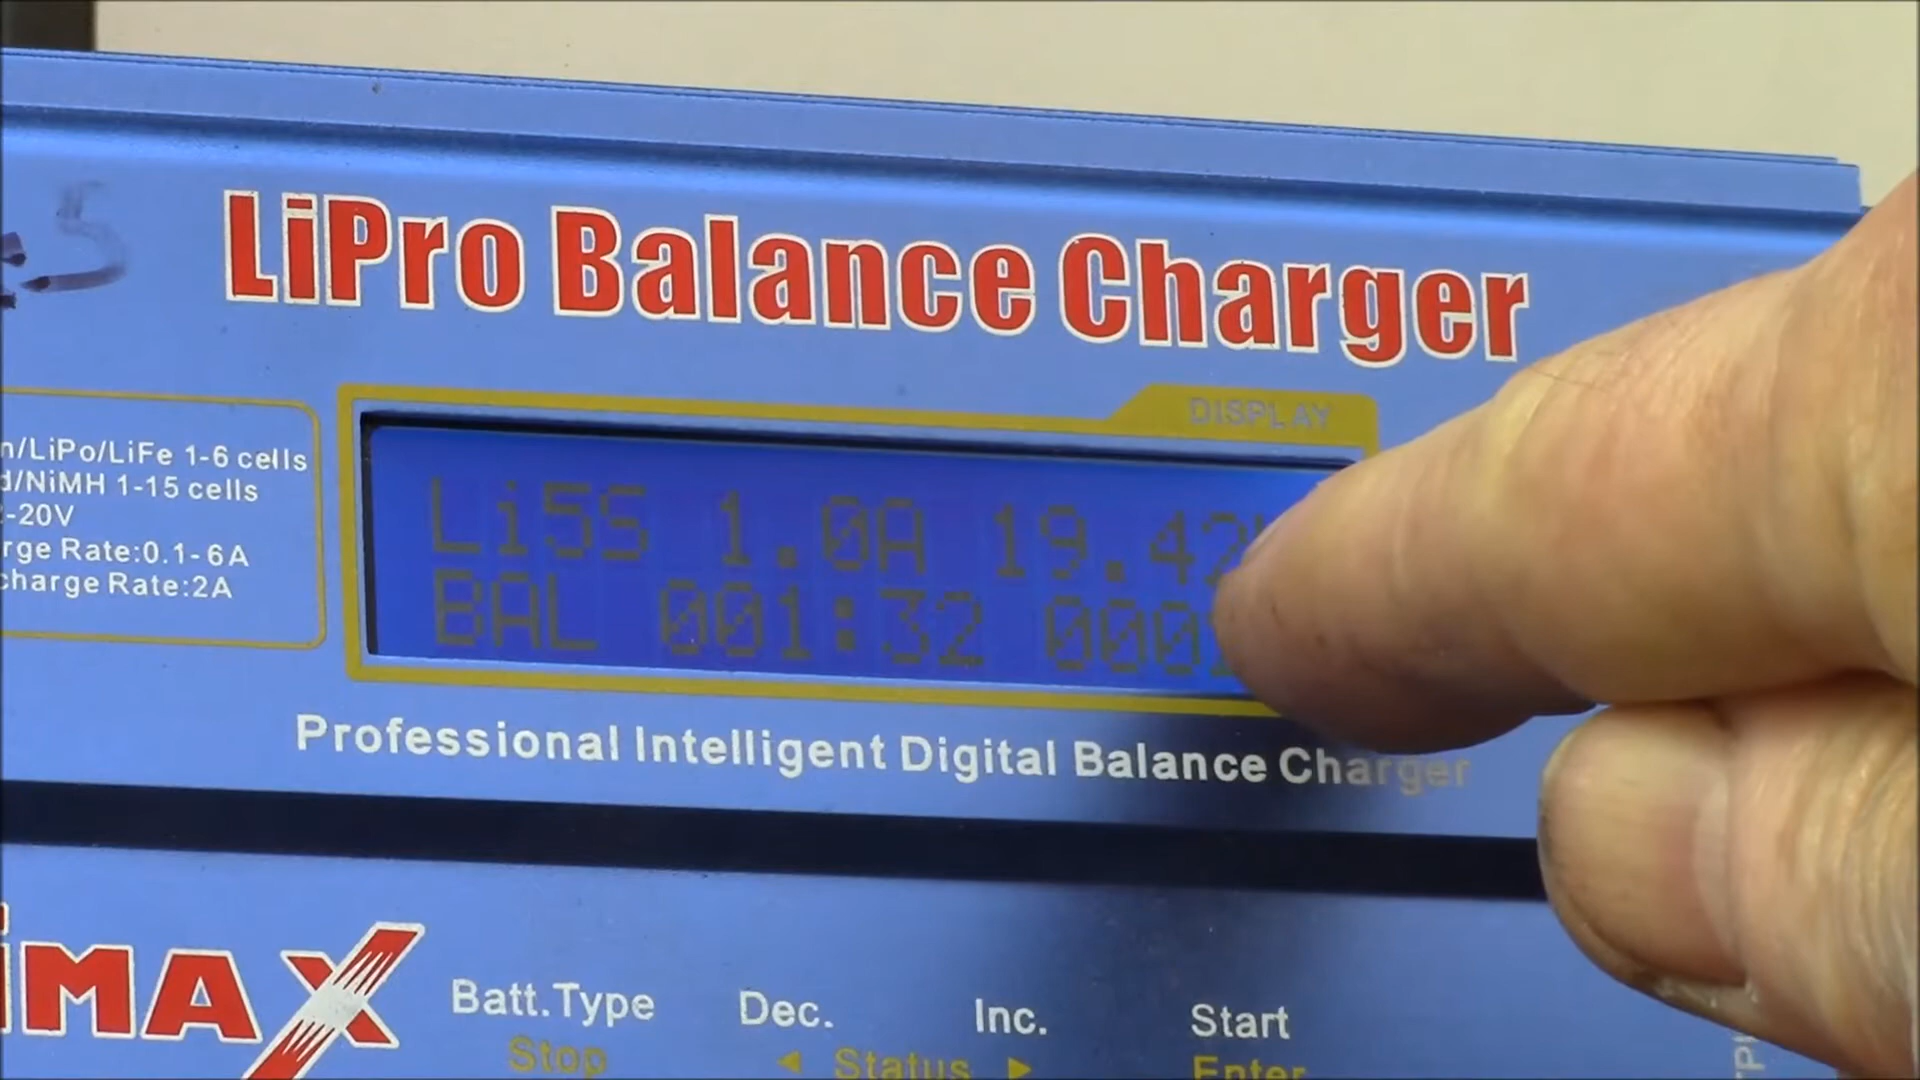 LiPro Balance Charger
DISPLAY
n/LiPo/LiFe 1-6 cells
d/NiMH 1-15 cells
-20V
rge Rate:0.1-6A
charge Rate:2A
Li5S 1.0A 19.42
BAL 001:32 000
Professional Intelligent Digital Balance Charger
iMAX
Batt.Type Dec. Inc. Start
Stop ◄ Status ► Enter